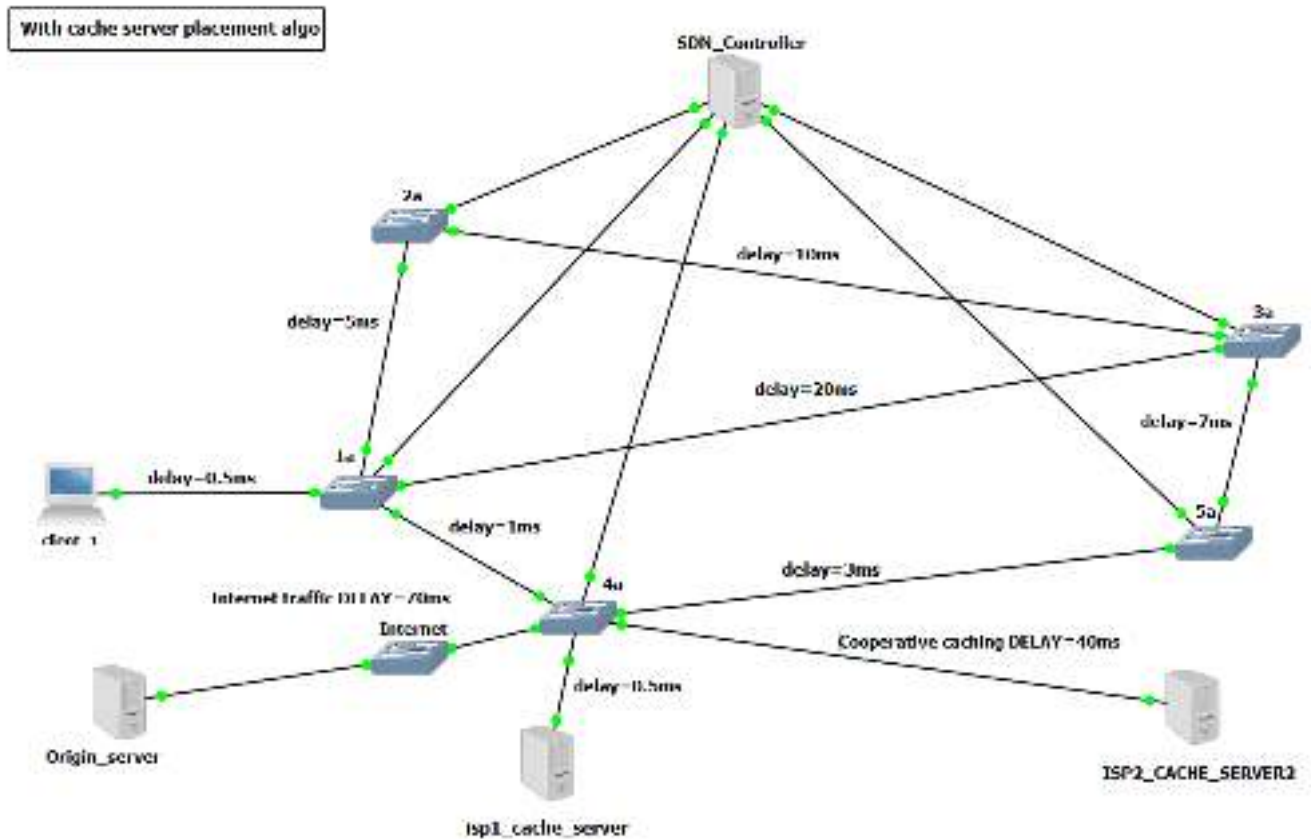 With cache server placement algo
SDN_Controller
2a
delay=10ms
3a
delay=5ms
delay=20ms
delay=7ms
1a
delay=0.5ms
5a
client_1
delay=1ms
delay=3ms
4a
Internet traffic DELAY=70ms
Internet
Cooperative caching DELAY=40ms
delay=0.5ms
Origin_server
ISP2_CACHE_SERVER2
isp1_cache_server